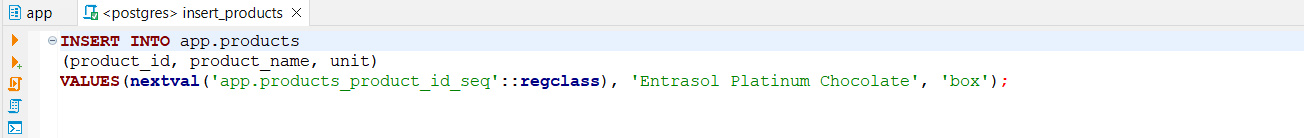 app
<postgres> insert_products
INSERT INTO app.products
(product_id, product_name, unit)
VALUES(nextval('app.products_product_id_seq'::regclass), 'Entrasol Platinum Chocolate', 'box');